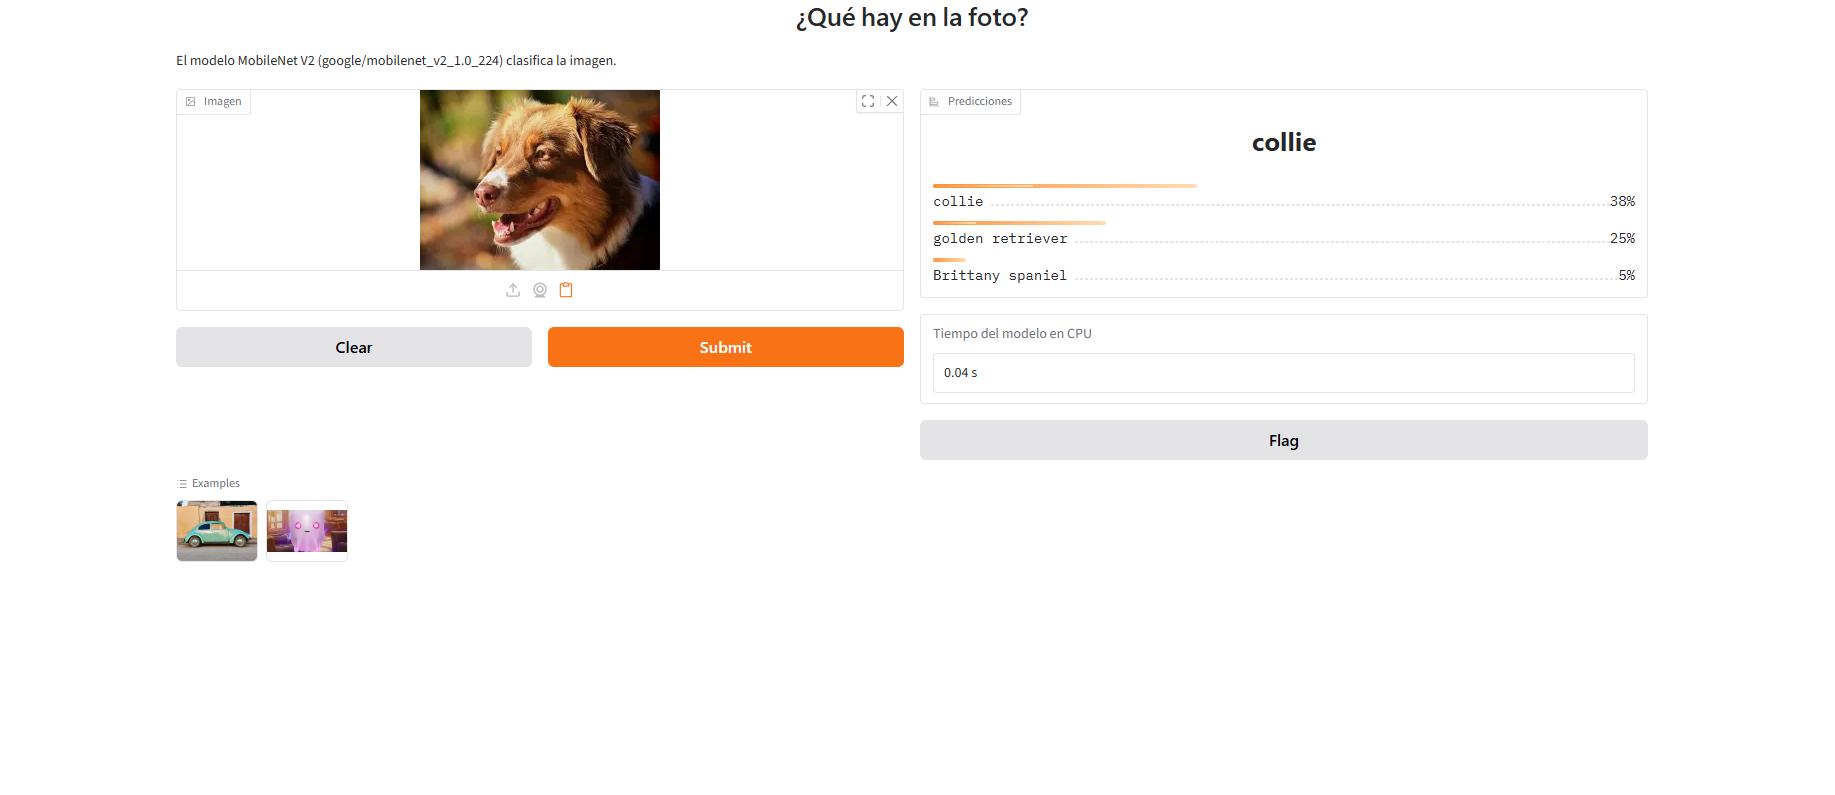 ¿Qué hay en la foto?
El modelo MobileNet V2 (google/mobilenet_v2_1.0_224) clasifica la imagen.
Imagen
Clear
Submit
Predicciones
collie
collie 38%
golden retriever 25%
Brittany spaniel 5%
Tiempo del modelo en CPU
0.04 s
Flag
Examples